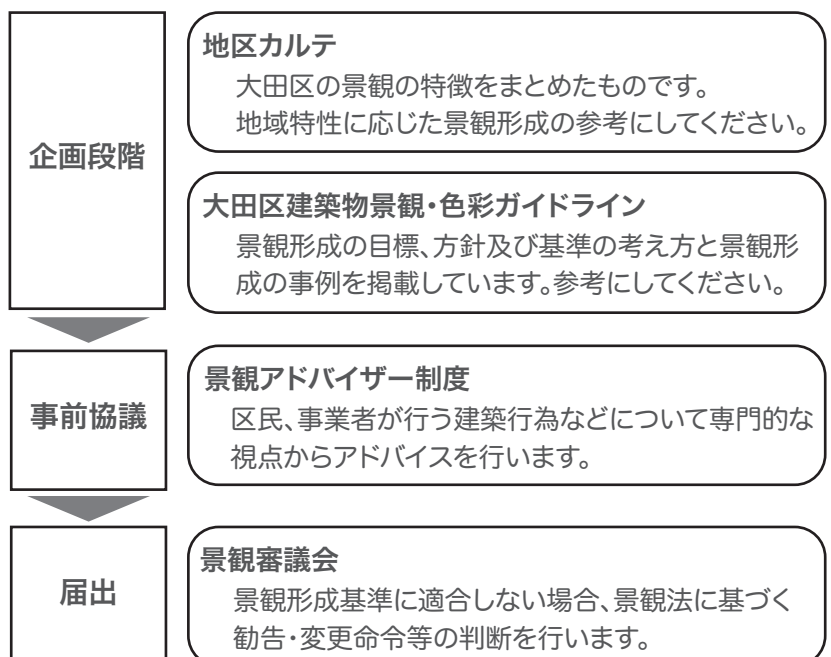 企画段階
地区カルテ
大田区の景観の特徴をまとめたものです。
地域特性に応じた景観形成の参考にしてください。
大田区建築物景観・色彩ガイドライン
景観形成の目標、方針及び基準の考え方と景観形
成の事例を掲載しています。参考にしてください。
事前協議
景観アドバイザー制度
区民、事業者が行う建築行為などについて専門的な
視点からアドバイスを行います。
届出
景観審議会
景観形成基準に適合しない場合、景観法に基づく
勧告・変更命令等の判断を行います。